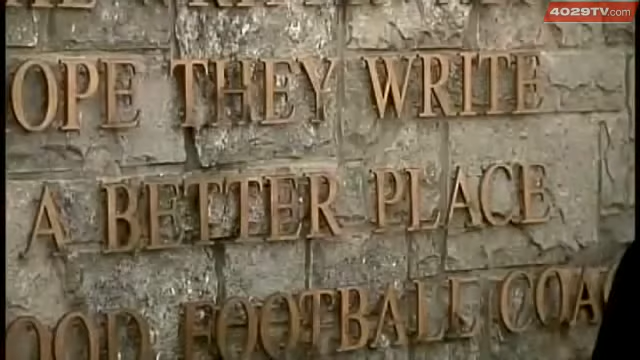 4029TV.com
OPE THEY WRITE
A BETTER PLACE
OOD FOOTBALL COAC